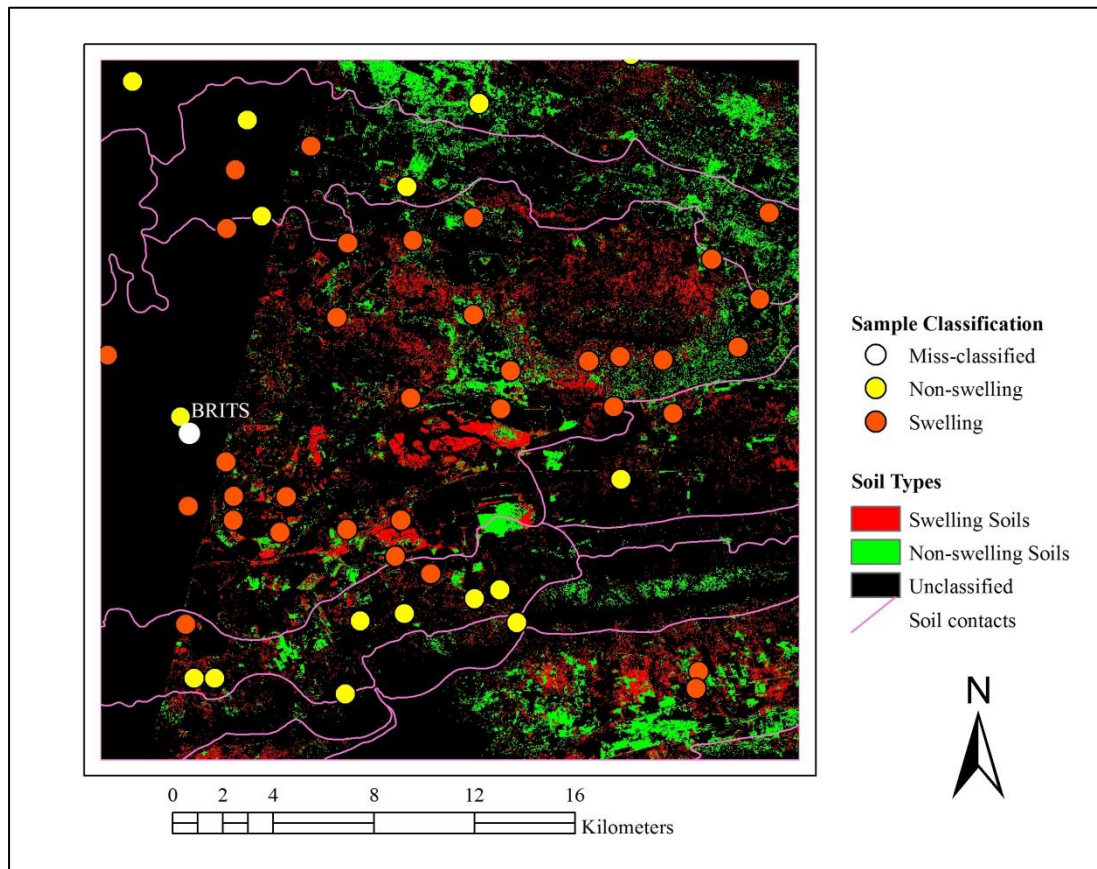 BRITS
Sample Classification
Miss-classified
Non-swelling
Swelling
Soil Types
Swelling Soils
Non-swelling Soils
Unclassified
Soil contacts
N
0 2 4 8 12 16
Kilometers